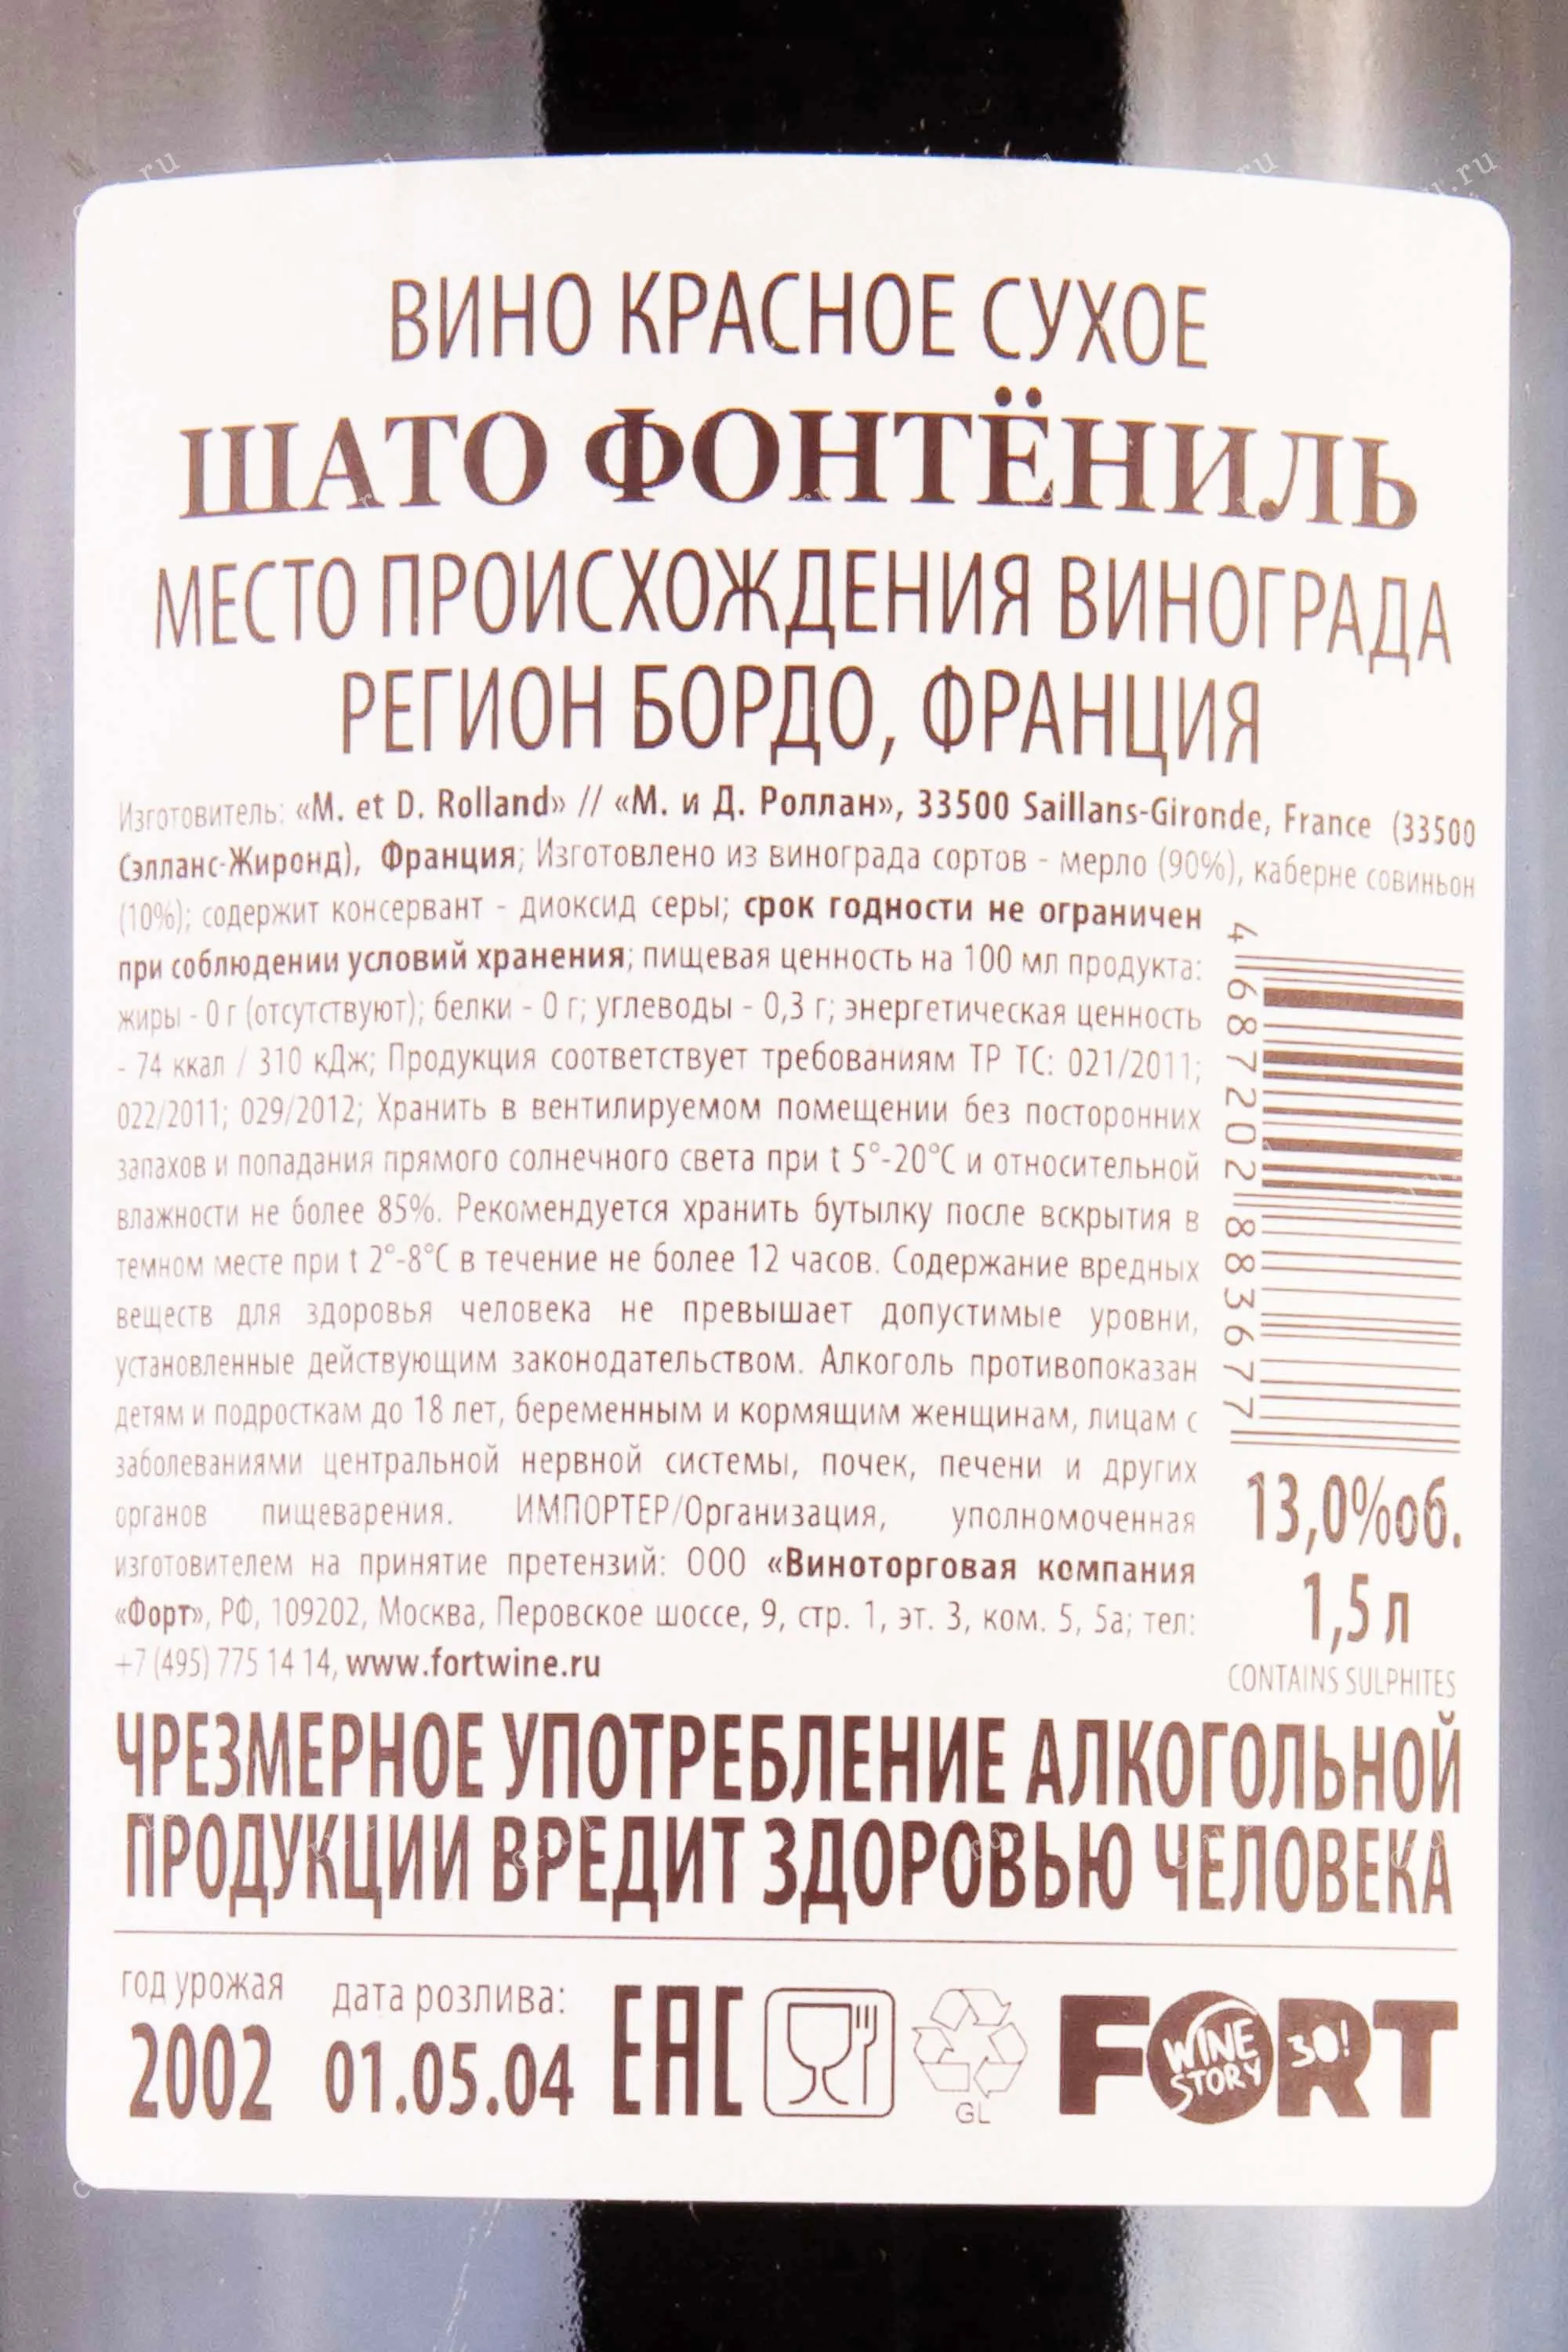 ВИНО КРАСНОЕ СУХОЕ
ШАТО ФОНТЁНИЛЬ
МЕСТО ПРОИСХОЖДЕНИЯ ВИНОГРАДА
РЕГИОН БОРДО, ФРАНЦИЯ
Изготовитель: «M. et D. Rolland» // «М. и Д. Роллан», 33500 Saillans-Gironde, France (33500
Сэлланс-Жиронд), Франция; Изготовлено из винограда сортов - мерло (90%), каберне совиньон
(10%); содержит консервант - диоксид серы; срок годности не ограничен
при соблюдении условий хранения; пищевая ценность на 100 мл продукта:
жиры - 0 г (отсутствуют); белки - 0 г; углеводы - 0,3 г; энергетическая ценность
- 74 ккал / 310 кДж; Продукция соответствует требованиям ТР ТС: 021/2011;
022/2011; 029/2012; Хранить в вентилируемом помещении без посторонних
запахов и попадания прямого солнечного света при t 5°-20°С и относительной
влажности не более 85%. Рекомендуется хранить бутылку после вскрытия в
темном месте при t 2°-8°С в течение не более 12 часов. Содержание вредных
веществ для здоровья человека не превышает допустимые уровни,
установленные действующим законодательством. Алкоголь противопоказан
детям и подросткам до 18 лет, беременным и кормящим женщинам, лицам с
заболеваниями центральной нервной системы, почек, печени и других
органов пищеварения. ИМПОРТЕР/Организация, уполномоченная
изготовителем на принятие претензий: ООО «Виноторговая компания
«Форт», РФ, 109202, Москва, Перовское шоссе, 9, стр. 1, эт. 3, ком. 5, 5а; тел:
+7 (495) 775 14 14, www.fortwine.ru
4 687202 883677
13,0%об.
1,5 л
CONTAINS SULPHITES
ЧРЕЗМЕРНОЕ УПОТРЕБЛЕНИЕ АЛКОГОЛЬНОЙ
ПРОДУКЦИИ ВРЕДИТ ЗДОРОВЬЮ ЧЕЛОВЕКА
год урожая
2002
дата розлива:
01.05.04
EAC
GL
FORT
WINE
STORY
30!